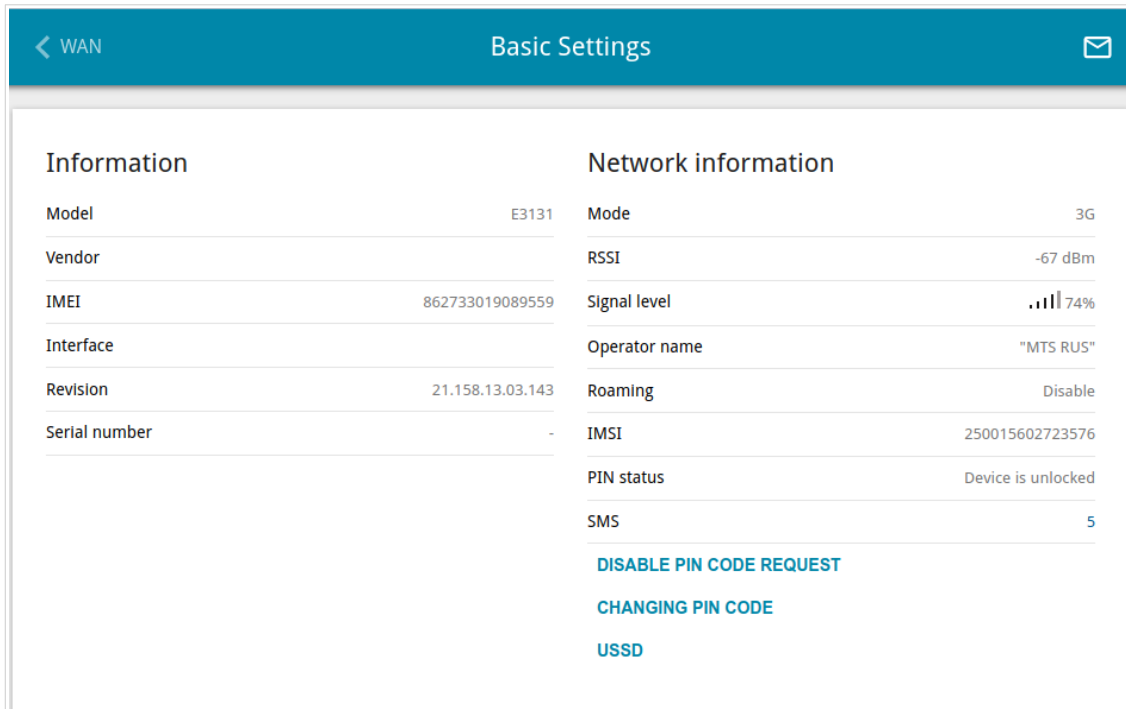 WAN
Basic Settings
Information
Model E3131
Vendor
IMEI 862733019089559
Interface
Revision 21.158.13.03.143
Serial number -
Network information
Mode 3G
RSSI -67 dBm
Signal level 74%
Operator name "MTS RUS"
Roaming Disable
IMSI 250015602723576
PIN status Device is unlocked
SMS 5
DISABLE PIN CODE REQUEST
CHANGING PIN CODE
USSD